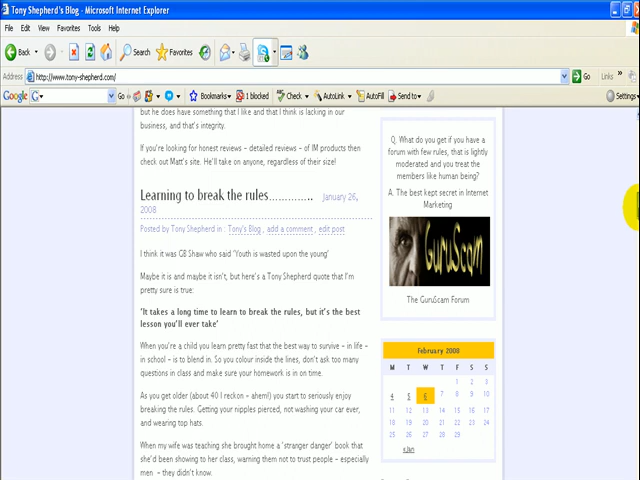 Tony Shepherd's Blog - Microsoft Internet Explorer
File Edit View Favorites Tools Help
Back Search Favorites
Address http://www.tony-shepherd.com/ Go Links »
Google G Go Bookmarks 1 blocked Check AutoLink AutoFill Send to Settings
but he does have something that I like and that I think is lacking in our
business, and that's integrity.
If you're looking for honest reviews – detailed reviews – of IM products then
check out Matt's site. He'll take on anyone, regardless of their size!
Learning to break the rules………….. January 26,
2008
Posted by Tony Shepherd in : Tony's Blog , add a comment , edit post
I think it was GB Shaw who said 'Youth is wasted upon the young'
Maybe it is and maybe it isn't, but here's a Tony Shepherd quote that I'm
pretty sure is true:
'It takes a long time to learn to break the rules, but it's the best
lesson you'll ever take'
When you're a child you learn pretty fast that the best way to survive – in life –
in school – is to blend in. So you colour inside the lines, don't ask too many
questions in class and make sure your homework is in on time.
As you get older (about 40 I reckon – ahem!) you start to seriously enjoy
breaking the rules. Getting your nipples pierced, not washing your car ever,
and wearing top hats.
When my wife was teaching she brought home a 'stranger danger' book that
she'd been showing to her class, warning them not to trust people – especially
men – they didn't know.
Q. What do you get if you have a
forum with few rules, that is lightly
moderated and you treat the
members like human being?
A. The best kept secret in Internet
Marketing
GuruScam
The GuruScam Forum
February 2008
M T W T F S S
1 2 3
4 5 6 7 8 9 10
11 12 13 14 15 16 17
18 19 20 21 22 23 24
25 26 27 28 29
« Jan